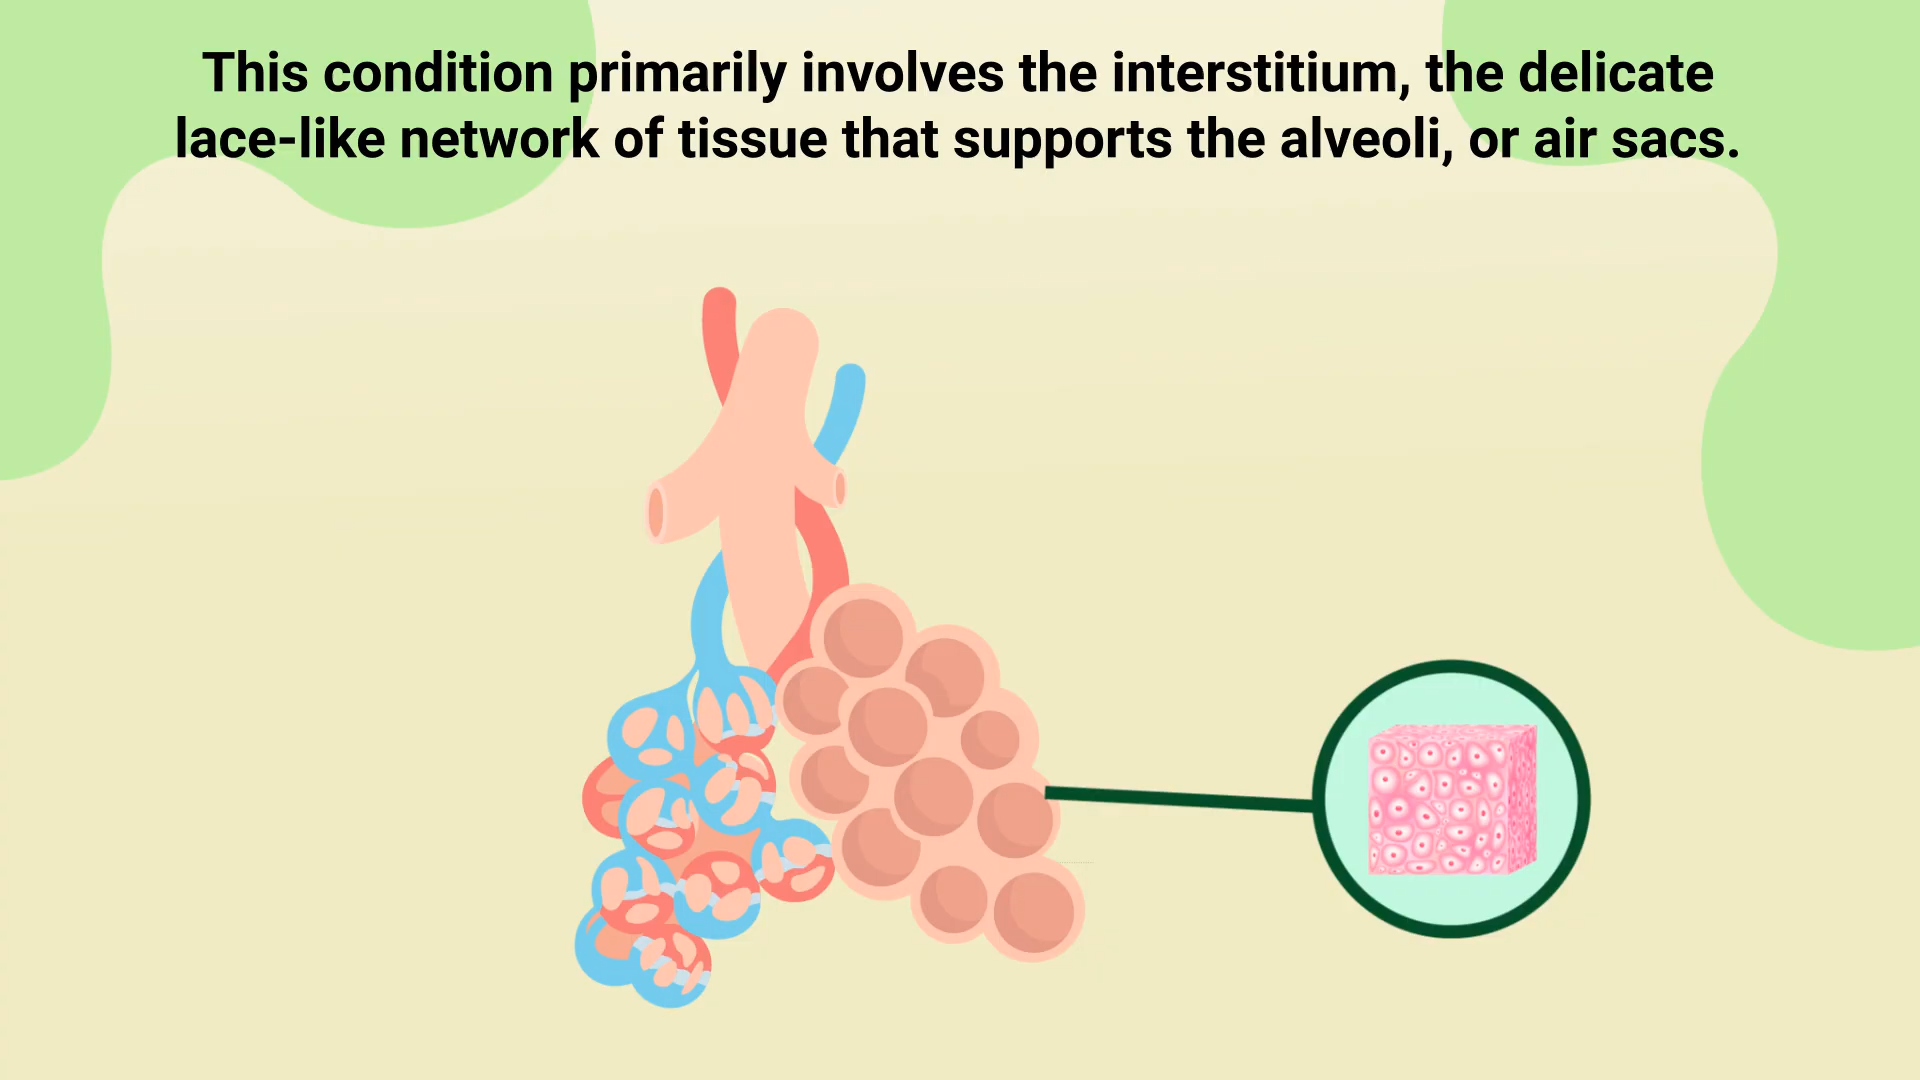 This condition primarily involves the interstitium, the delicate
lace-like network of tissue that supports the alveoli, or air sacs.